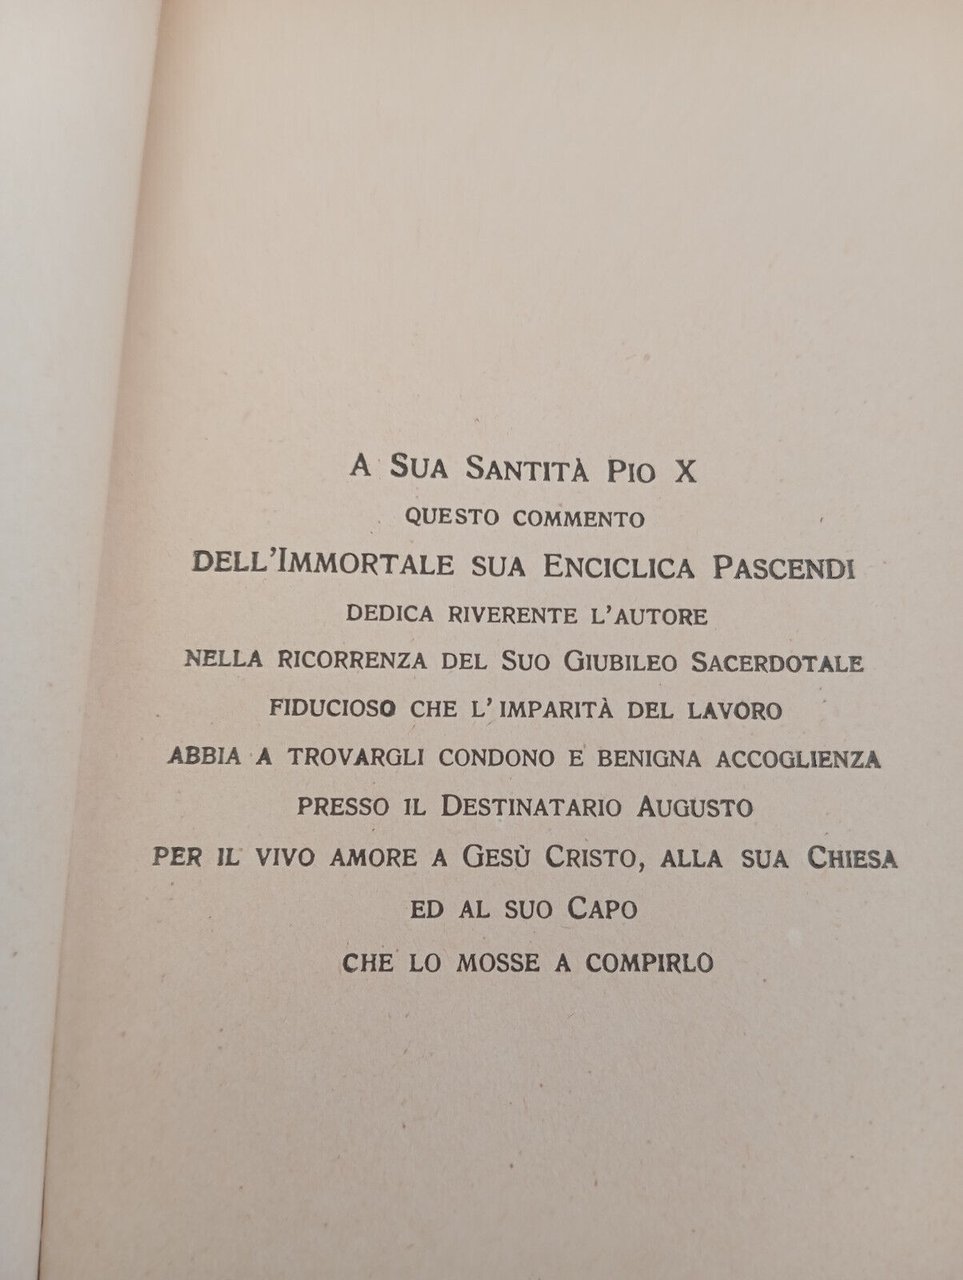 A Sua Santità Pio X
questo commento
dell'Immortale sua Enciclica Pascendi
dedica riverente l'autore
nella ricorrenza del Suo Giubileo Sacerdotale
fiducioso che l'imparità del lavoro
abbia a trovargli condono e benigna accoglienza
presso il Destinatario Augusto
per il vivo amore a Gesù Cristo, alla sua Chiesa
ed al suo Capo
che lo mosse a compirlo